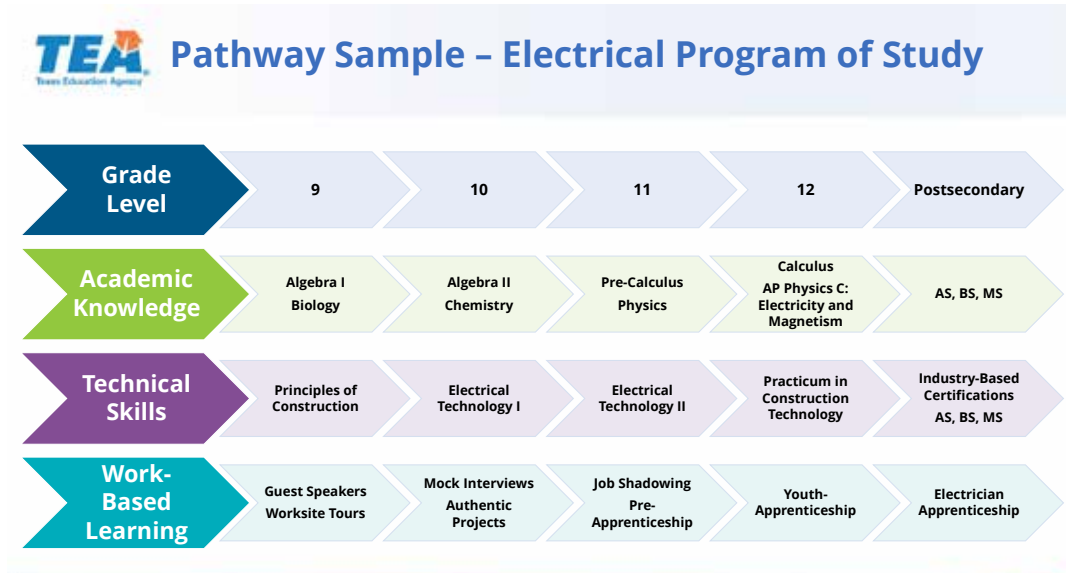 TEA
Texas Education Agency
Pathway Sample – Electrical Program of Study
Grade
Level
9
10
11
12
Postsecondary
Academic
Knowledge
Algebra I
Biology
Algebra II
Chemistry
Pre-Calculus
Physics
Calculus
AP Physics C:
Electricity and
Magnetism
AS, BS, MS
Technical
Skills
Principles of
Construction
Electrical
Technology I
Electrical
Technology II
Practicum in
Construction
Technology
Industry-Based
Certifications
AS, BS, MS
Work-
Based
Learning
Guest Speakers
Worksite Tours
Mock Interviews
Authentic
Projects
Job Shadowing
Pre-
Apprenticeship
Youth-
Apprenticeship
Electrician
Apprenticeship